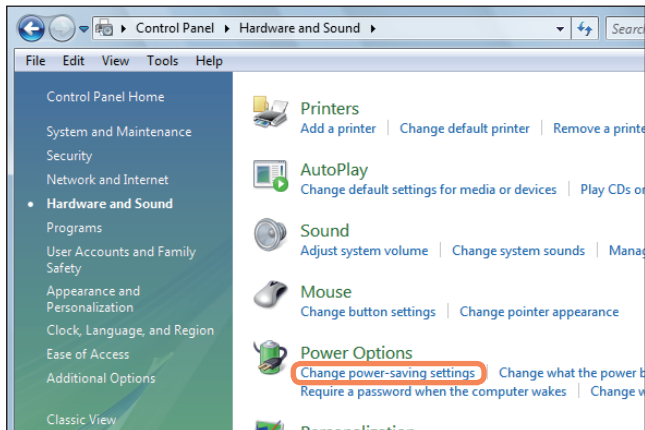 Control Panel Hardware and Sound Search
File Edit View Tools Help
Control Panel Home
System and Maintenance
Security
Network and Internet
• Hardware and Sound
Programs
User Accounts and Family
Safety
Appearance and
Personalization
Clock, Language, and Region
Ease of Access
Additional Options
Classic View
Printers
Add a printer Change default printer Remove a printe
AutoPlay
Change default settings for media or devices Play CDs or
Sound
Adjust system volume Change system sounds Manag
Mouse
Change button settings Change pointer appearance
Power Options
Change power-saving settings Change what the power b
Require a password when the computer wakes Change w
Personalization